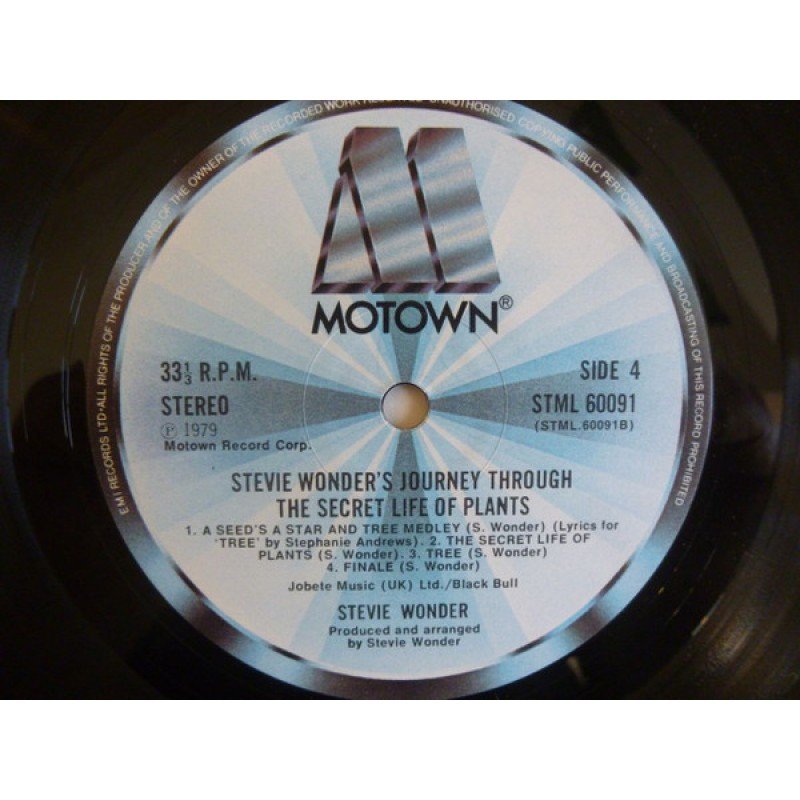 EMI RECORDS LTD·ALL RIGHTS OF THE PRODUCER AND OF THE OWNER OF THE RECORDED WORK UNAUTHORISED COPYING PUBLIC PERFORMANCE AND BROADCASTING OF THIS RECORD PROHIBITED
MOTOWN®
33⅓ R.P.M.
STEREO
Ⓟ 1979
Motown Record Corp.
SIDE 4
STML 60091
(STML.60091B)
STEVIE WONDER'S JOURNEY THROUGH
THE SECRET LIFE OF PLANTS
1. A SEED'S A STAR AND TREE MEDLEY (S. Wonder) (Lyrics for
'TREE' by Stephanie Andrews). 2. THE SECRET LIFE OF
PLANTS (S. Wonder). 3. TREE (S. Wonder)
4. FINALE (S. Wonder)
Jobete Music (UK) Ltd./Black Bull
STEVIE WONDER
Produced and arranged
by Stevie Wonder